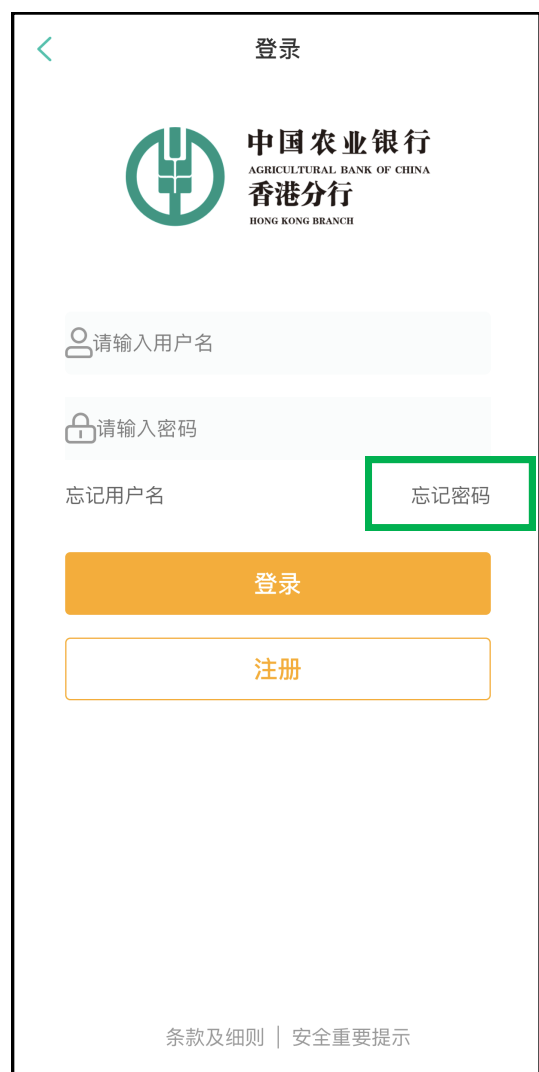 登录
中国农业银行
AGRICULTURAL BANK OF CHINA
香港分行
HONG KONG BRANCH
请输入用户名
请输入密码
忘记用户名 忘记密码
登录
注册
条款及细则 | 安全重要提示